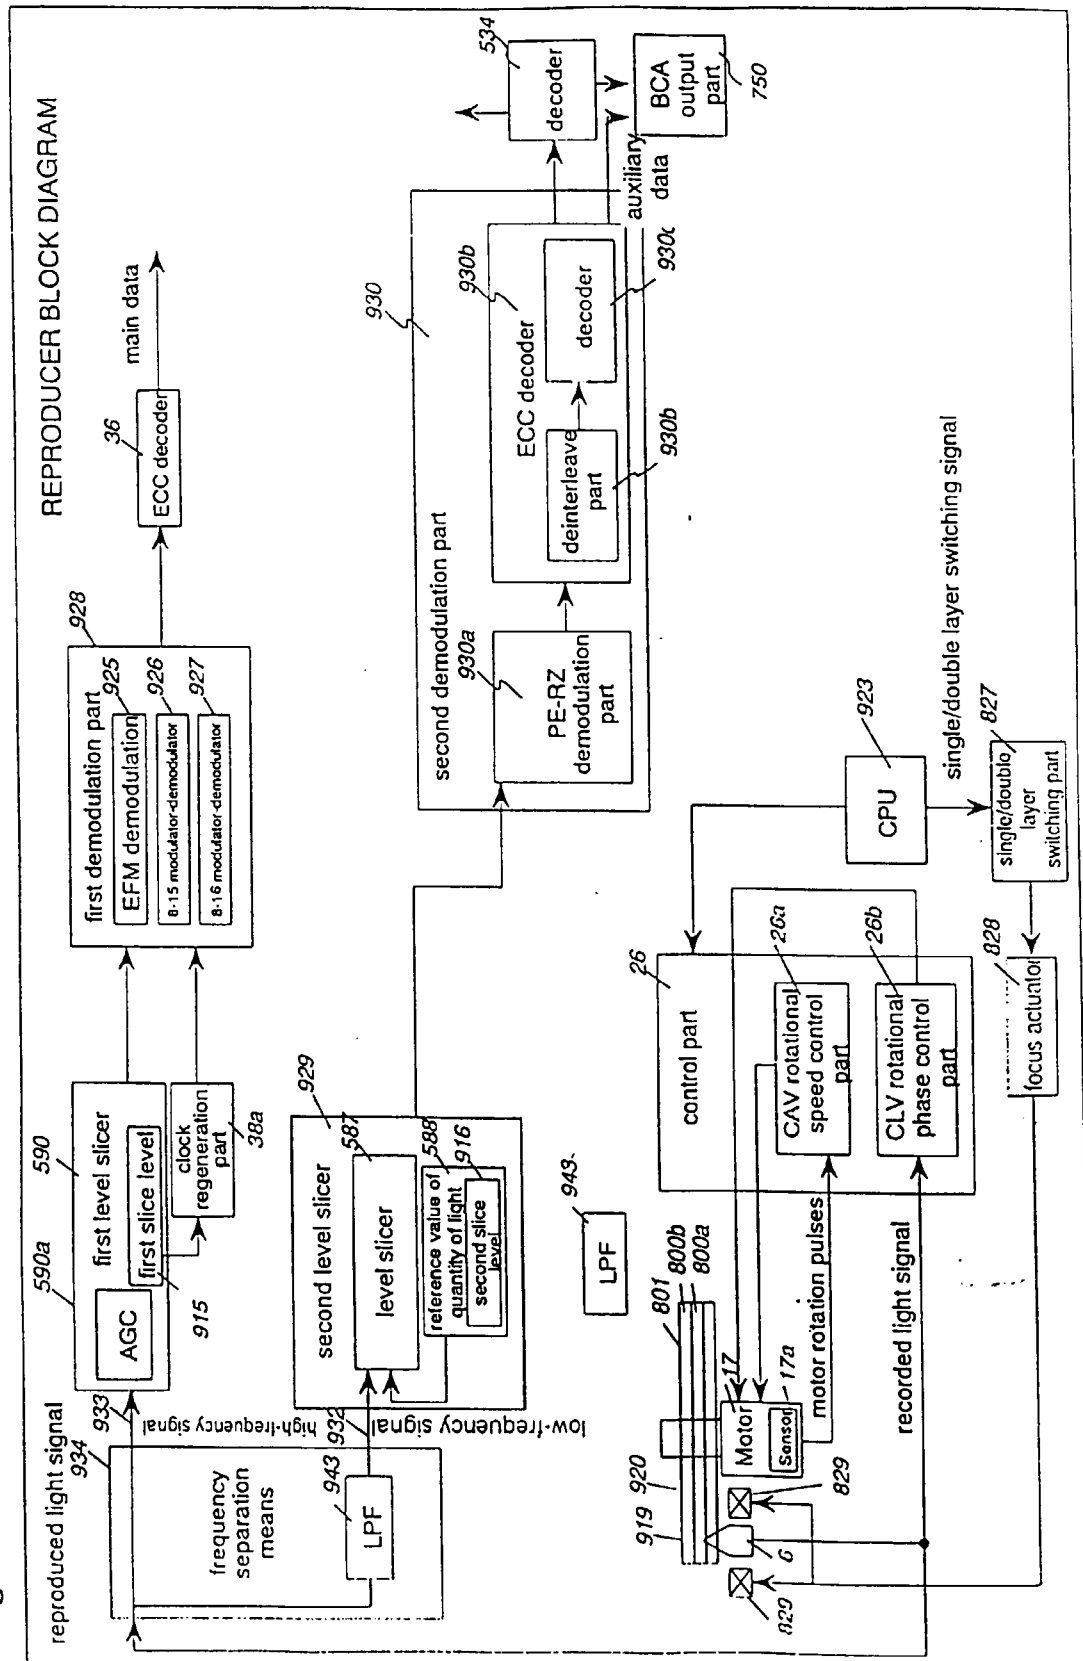 REPRODUCER BLOCK DIAGRAM
reproduced light signal
934
frequency
separation
means
943
LPF
933
high-frequency signal
932
low-frequency signal
590a
590
first level slicer
AGC
first slice level
915
clock
regeneration
part
38a
first demodulation part
928
EFM demodulation
925
8-15 modulator-demodulator
926
8-16 modulator-demodulator
927
36
ECC decoder
main data
929
second level slicer
587
level slicer
588
reference value of
quantity of light
916
second slice
level
second demodulation part
930
930a
PE-RZ
demodulation
part
930b
ECC decoder
deinterleave
part
930b
decoder
930c
auxiliary
data
534
decoder
BCA
output
part
750
943
LPF
801
800b
800a
919
920
17
Motor
17a
Sensor
829
829
6
motor rotation pulses
recorded light signal
26
control part
26a
CAV rotational
speed control
part
26b
CLV rotational
phase control
part
923
CPU
single/double layer switching signal
827
single/double
layer
switching part
828
focus actuator